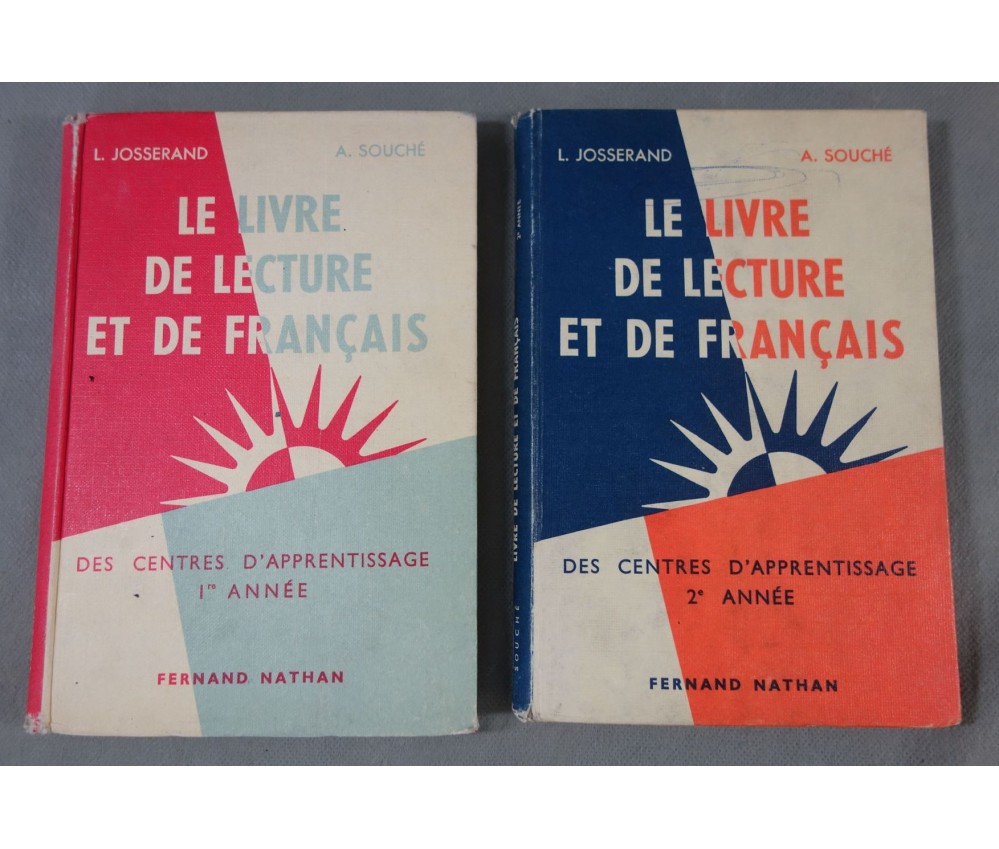 L. JOSSERAND A. SOUCHÉ
LE LIVRE
DE LECTURE
ET DE FRANÇAIS
DES CENTRES D'APPRENTISSAGE
1re ANNÉE
FERNAND NATHAN
SOUCHÉ LIVRE DE LECTURE ET DE FRANÇAIS 2e ANNÉE
L. JOSSERAND A. SOUCHÉ
LE LIVRE
DE LECTURE
ET DE FRANÇAIS
DES CENTRES D'APPRENTISSAGE
2e ANNÉE
FERNAND NATHAN